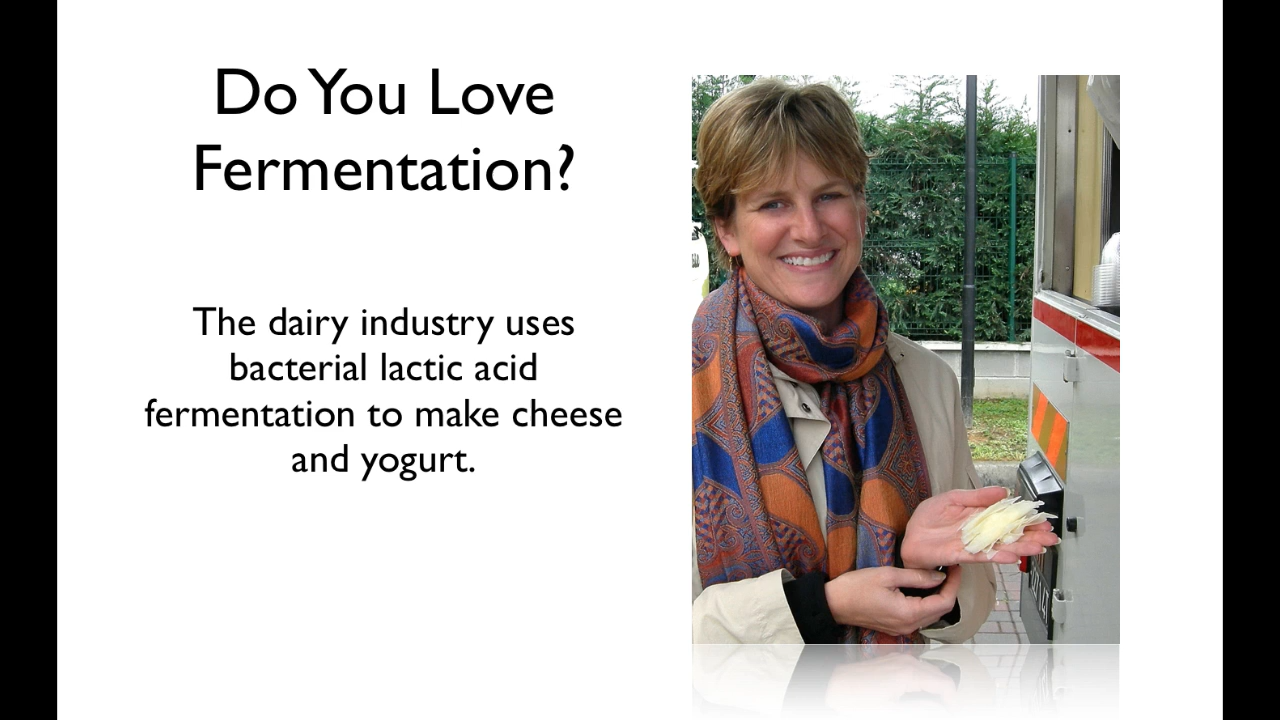 Do You Love
Fermentation?
The dairy industry uses
bacterial lactic acid
fermentation to make cheese
and yogurt.